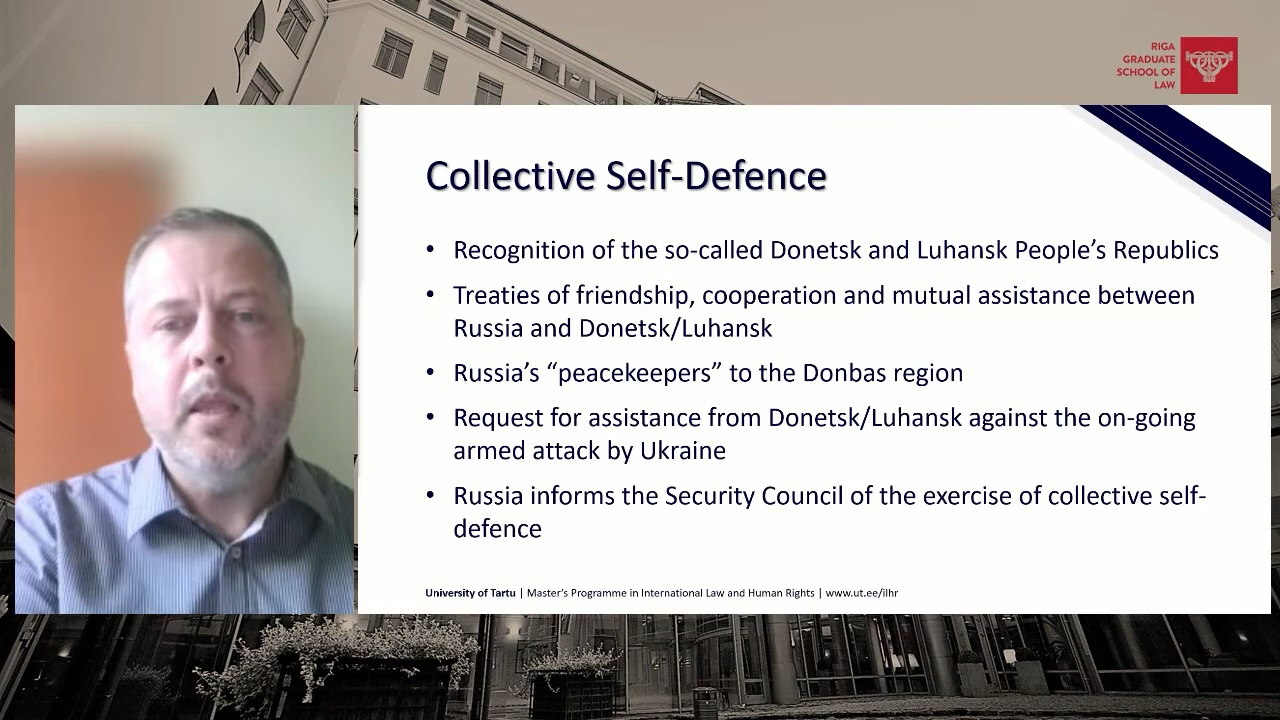 RIGA
GRADUATE
SCHOOL OF
LAW
Collective Self-Defence
• Recognition of the so-called Donetsk and Luhansk People’s Republics
• Treaties of friendship, cooperation and mutual assistance between
Russia and Donetsk/Luhansk
• Russia’s “peacekeepers” to the Donbas region
• Request for assistance from Donetsk/Luhansk against the on-going
armed attack by Ukraine
• Russia informs the Security Council of the exercise of collective self-
defence
University of Tartu | Master’s Programme in International Law and Human Rights | www.ut.ee/ilhr